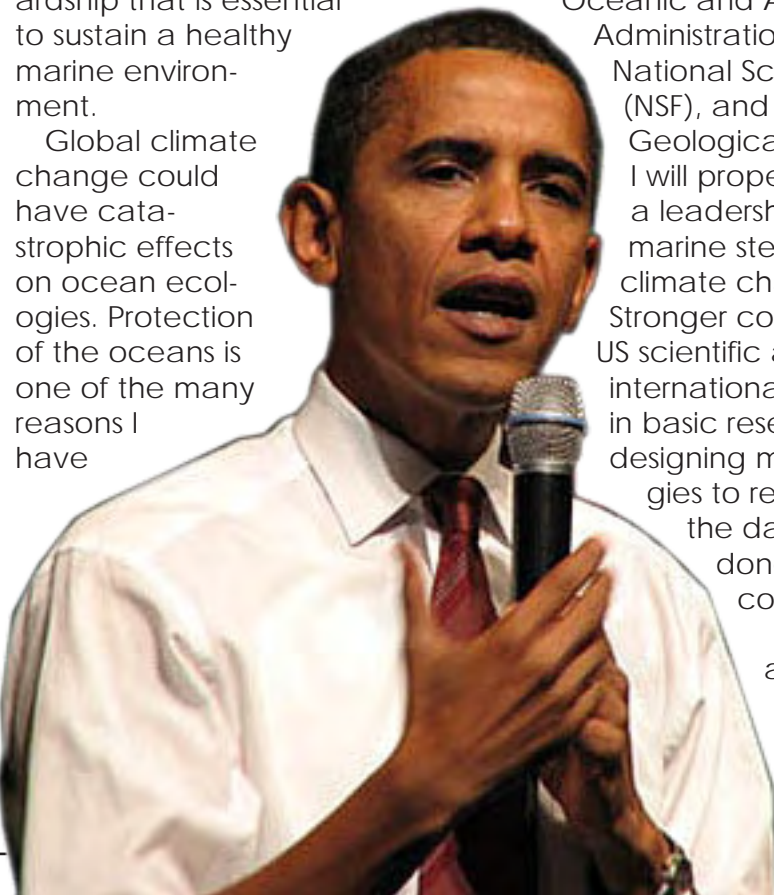 ardship that is essential
to sustain a healthy
marine environ-
ment.
Global climate
change could
have cata-
strophic effects
on ocean ecol-
ogies. Protection
of the oceans is
one of the many
reasons I
have
Oceanic and A
Administratio
National Sc
(NSF), and
Geologica
I will prope
a leadersh
marine ste
climate ch
Stronger co
US scientific a
internationa
in basic rese
designing m
gies to re
the da
don
co
a